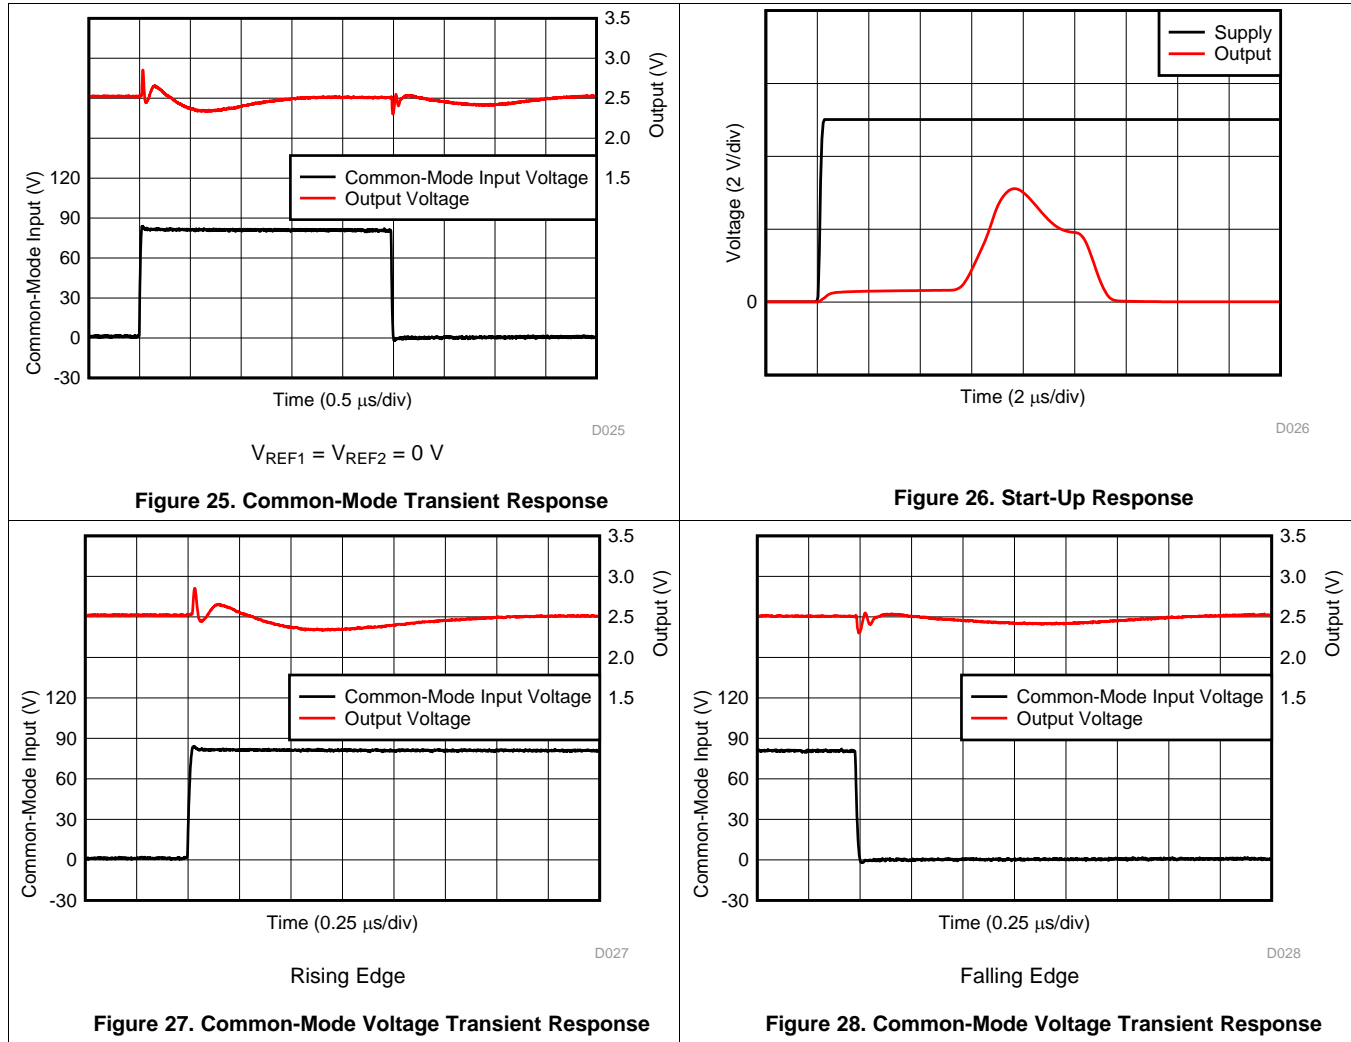 3.5
3.0
2.5
2.0
1.5
Output (V)
Common-Mode Input Voltage
Output Voltage
120
90
60
30
0
-30
Common-Mode Input (V)
Time (0.5 μs/div)
D025
VREF1 = VREF2 = 0 V
Figure 25. Common-Mode Transient Response
Supply
Output
Voltage (2 V/div)
0
Time (2 μs/div)
D026
Figure 26. Start-Up Response
3.5
3.0
2.5
2.0
1.5
Output (V)
Common-Mode Input Voltage
Output Voltage
120
90
60
30
0
-30
Common-Mode Input (V)
Time (0.25 μs/div)
D027
Rising Edge
Figure 27. Common-Mode Voltage Transient Response
3.5
3.0
2.5
2.0
1.5
Output (V)
Common-Mode Input Voltage
Output Voltage
120
90
60
30
0
-30
Common-Mode Input (V)
Time (0.25 μs/div)
D028
Falling Edge
Figure 28. Common-Mode Voltage Transient Response